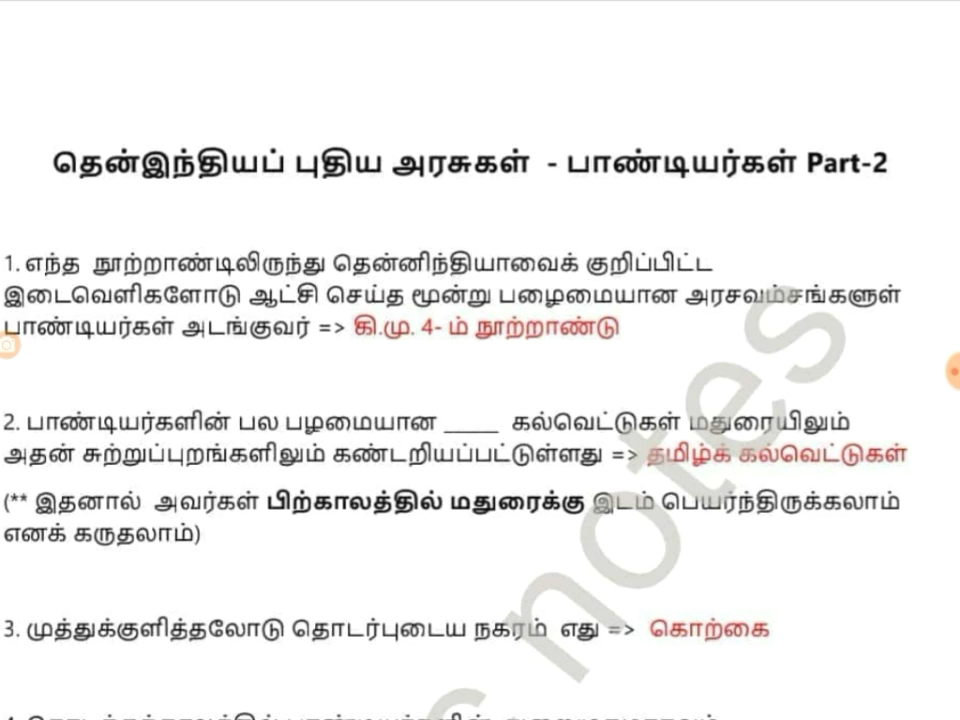 தென்இந்தியப் புதிய அரசுகள் - பாண்டியர்கள் Part-2
1. எந்த நூற்றாண்டிலிருந்து தென்னிந்தியாவைக் குறிப்பிட்ட
இடைவெளிகளோடு ஆட்சி செய்த மூன்று பழைமையான அரசவம்சங்களுள்
பாண்டியர்கள் அடங்குவர் => கி.மு. 4- ம் நூற்றாண்டு
2. பாண்டியர்களின் பல பழமையான _____ கல்வெட்டுகள் மதுரையிலும்
அதன் சுற்றுப்புறங்களிலும் கண்டறியப்பட்டுள்ளது => தமிழ்க் கல்வெட்டுகள்
(** இதனால் அவர்கள் பிற்காலத்தில் மதுரைக்கு இடம் பெயர்ந்திருக்கலாம்
எனக் கருதலாம்)
3. முத்துக்குளித்தலோடு தொடர்புடைய நகரம் எது => கொற்கை
notes